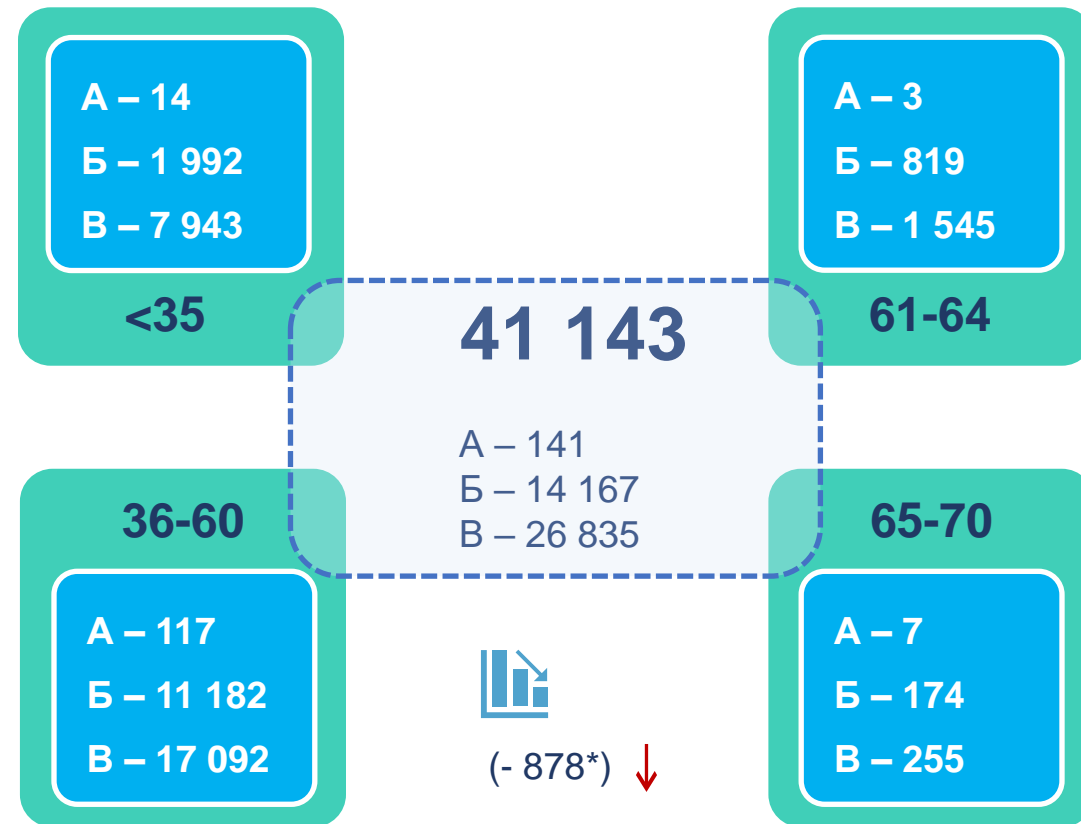 А – 14
Б – 1 992
В – 7 943
<35
А – 3
Б – 819
В – 1 545
61-64
41 143
А – 141
Б – 14 167
В – 26 835
36-60
А – 117
Б – 11 182
В – 17 092
65-70
А – 7
Б – 174
В – 255
(- 878*)